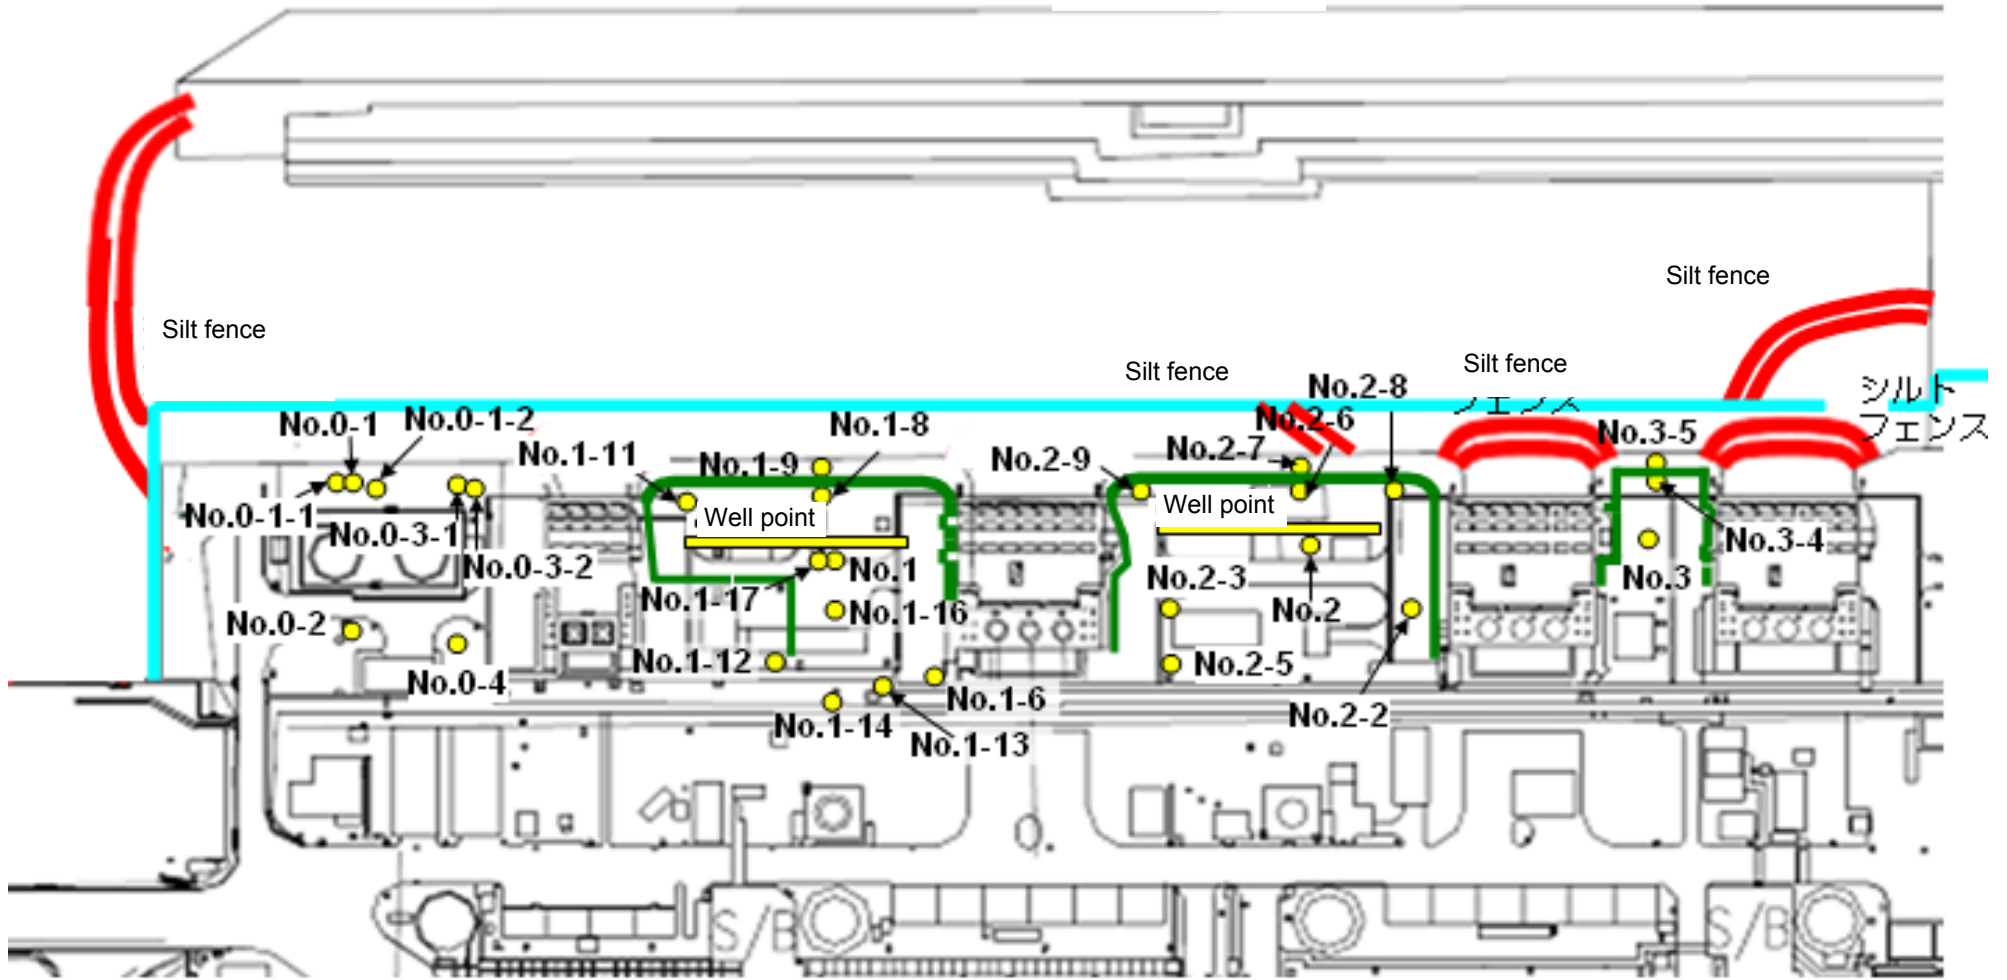 Silt fence
Silt fence
Silt fence
Silt fence
No.2-8
シルト
フェンス
フェンス
No.0-1
No.0-1-2
No.1-8
No.2-6
No.3-5
No.1-11
No.1-9
No.2-9
No.2-7
No.0-1-1
Well point
Well point
No.0-3-1
No.3-4
No.0-3-2
No.1
No.2-3
No.3
No.1-17
No.1-16
No.2
No.0-2
No.1-12
No.2-5
No.0-4
No.1-6
No.1-14
No.2-2
No.1-13
S/B
S/B